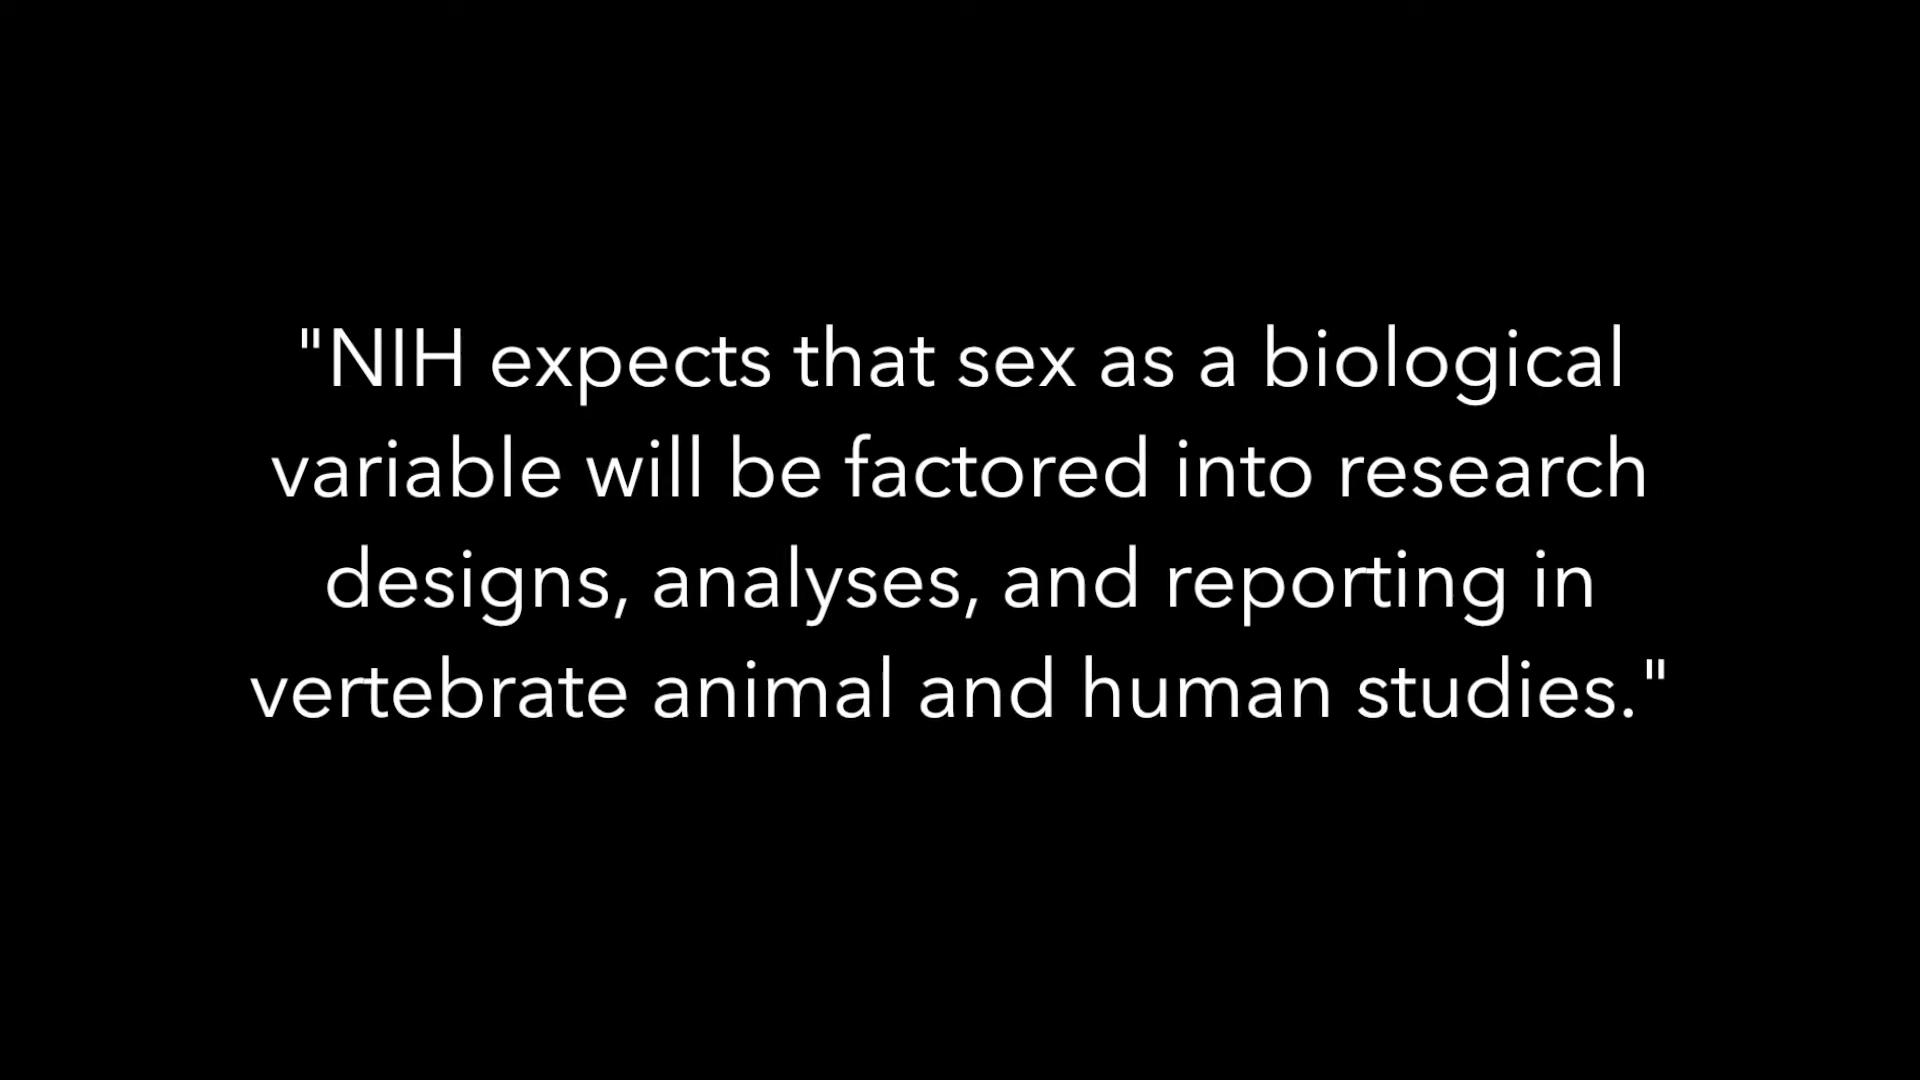 "NIH expects that sex as a biological
variable will be factored into research
designs, analyses, and reporting in
vertebrate animal and human studies."